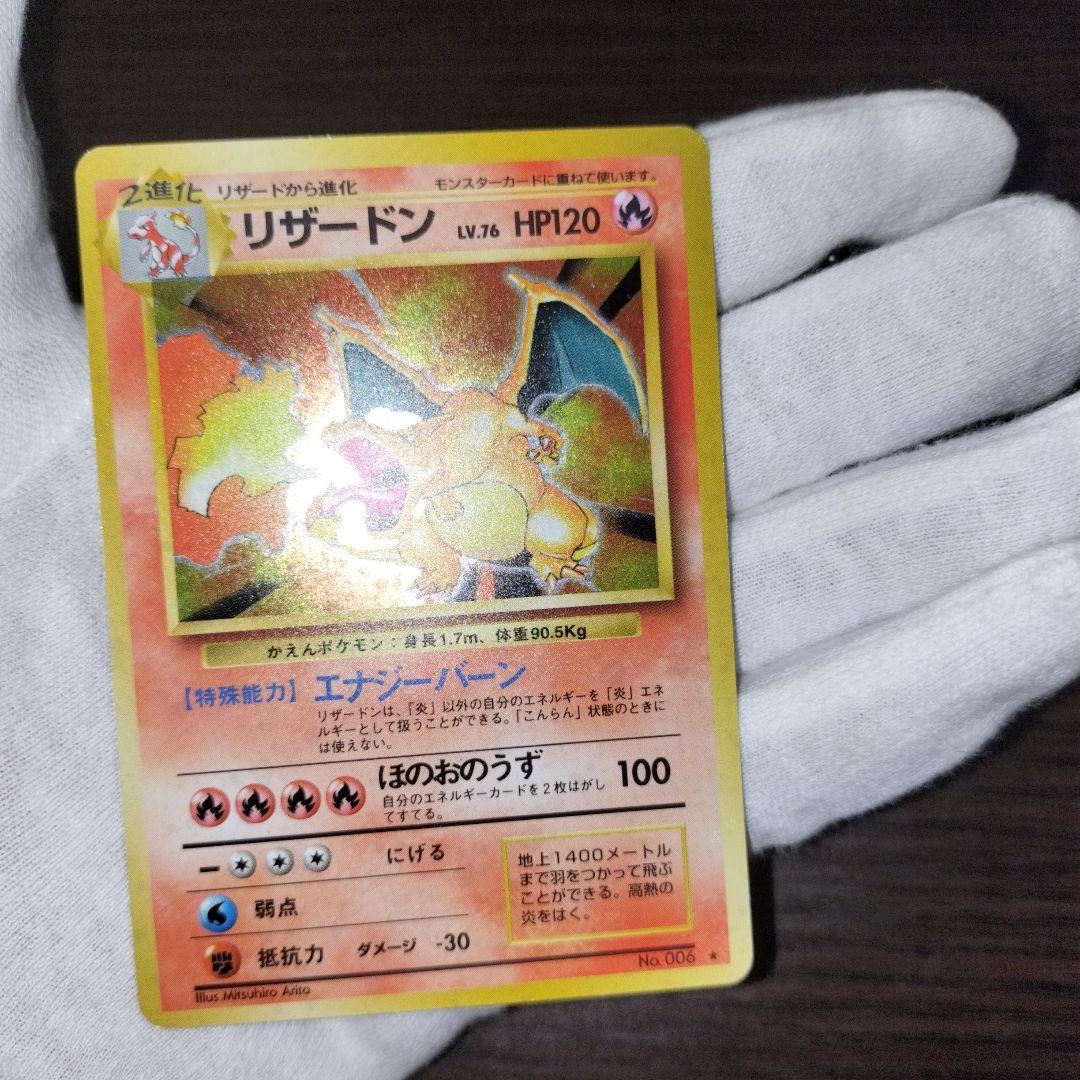 2進化
リザードから進化
モンスターカードに重ねて使います。
リザードン LV.76 HP120
かえんポケモン：身長1.7m、体重90.5Kg
【特殊能力】 エナジーバーン
リザードンは、「炎」以外の自分のエネルギーを「炎」エネ
ルギーとして扱うことができる。「こんらん」状態のときに
は使えない。
ほのおのうず 100
自分のエネルギーカードを2枚はがし
てすてる。
にげる
弱点
抵抗力 ダメージ -30
地上1400メートル
まで羽をつかって飛ぶ
ことができる。高熱の
炎をはく。
No. 006 ★
Illus. Mitsuhiro Arita